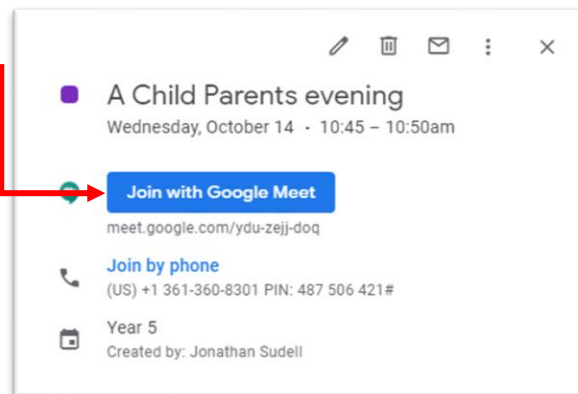 A Child Parents evening
Wednesday, October 14 · 10:45 – 10:50am
Join with Google Meet
meet.google.com/ydu-zejj-doq
Join by phone
(US) +1 361-360-8301 PIN: 487 506 421#
Year 5
Created by: Jonathan Sudell